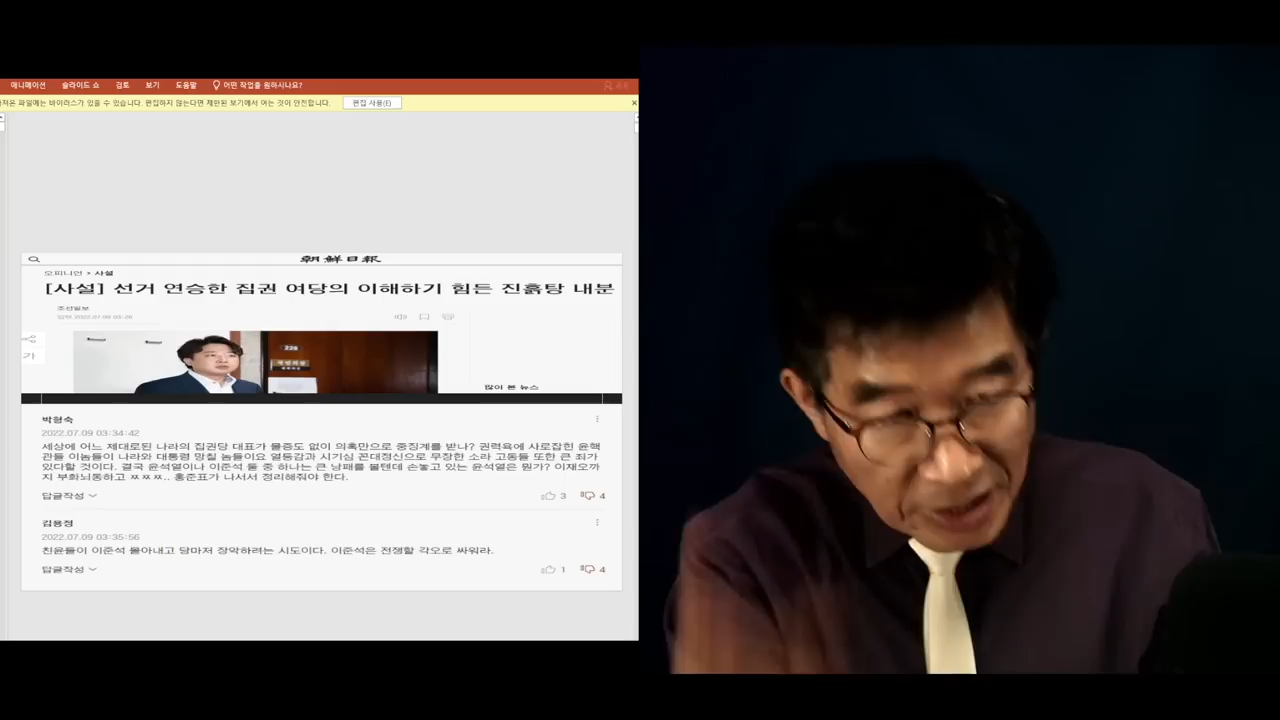 애니메이션 슬라이드 쇼 검토 보기 도움말 어떤 작업을 원하시나요? 공유
파일에는 바이러스가 있을 수 있습니다. 편집하지 않는다면 제한된 보기에서 여는 것이 안전합니다. 편집 사용(E)
朝鮮日報
오피니언 > 사설
[사설] 선거 연승한 집권 여당의 이해하기 힘든 진흙탕 내분
조선일보
입력 2022.07.09 03:26
가
228
많이 본 뉴스
박형숙
2022.07.09 03:34:42
세상에 어느 제대로된 나라의 집권당 대표가 물증도 없이 의혹만으로 중징계를 받나? 권력욕에 사로잡힌 윤핵
관들 이놈들이 나라와 대통령 망칠 놈들이요 열등감과 시기심 꼰대정신으로 무장한 소라 고동들 또한 큰 죄가
있다할 것이다. 결국 윤석열이나 이준석 둘 중 하나는 큰 낭패를 볼텐데 손놓고 있는 윤석열은 뭔가? 이재오까
지 부화뇌동하고 ㅉㅉㅉ.. 홍준표가 나서서 정리해줘야 한다.
답글작성 3 4
김용정
2022.07.09 03:35:56
친윤들이 이준석 몰아내고 당마저 장악하려는 시도이다. 이준석은 전쟁할 각오로 싸워라.
답글작성 1 4